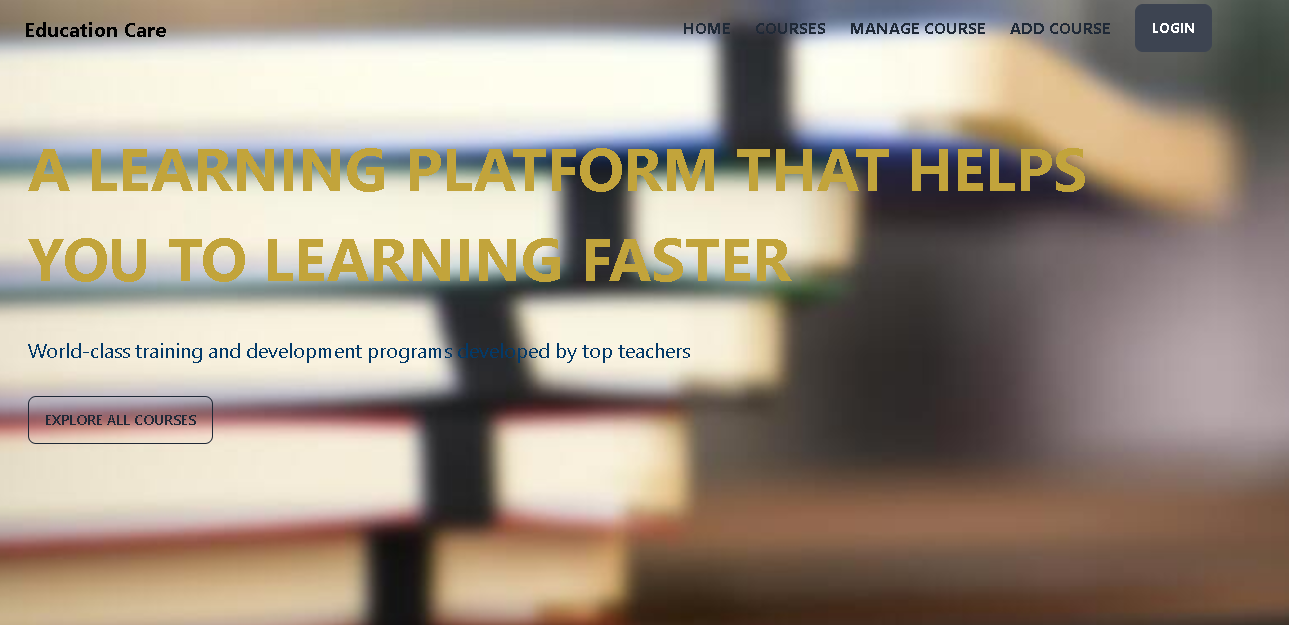 Education Care
HOME COURSES MANAGE COURSE ADD COURSE LOGIN
A LEARNING PLATFORM THAT HELPS
YOU TO LEARNING FASTER
World-class training and development programs developed by top teachers
EXPLORE ALL COURSES